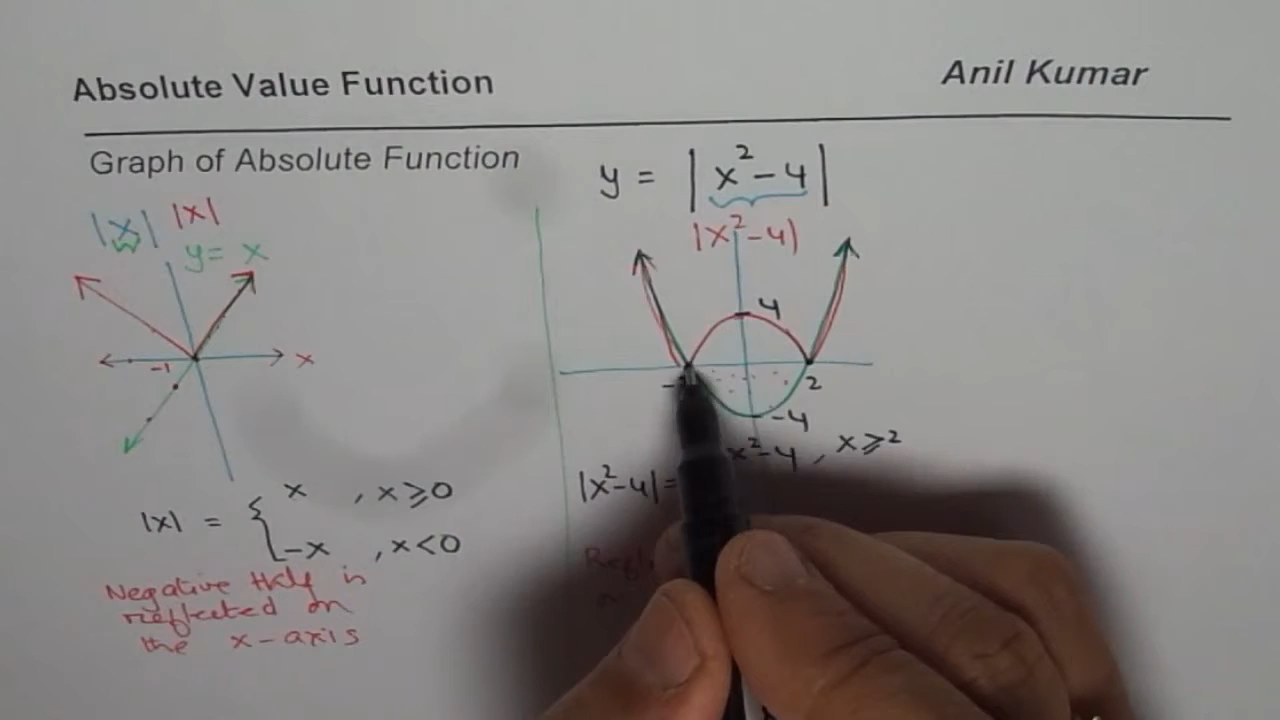 Absolute Value Function
Anil Kumar
Graph of Absolute Function
|x| |x|
y = x
x
-1
|x| = { x , x ≥ 0
-x , x < 0
Negative Half is
reflected on
the x-axis
y = |x² - 4|
|x² - 4|
4
2
-4
|x² - 4| =
x² - 4 , x ≥ 2